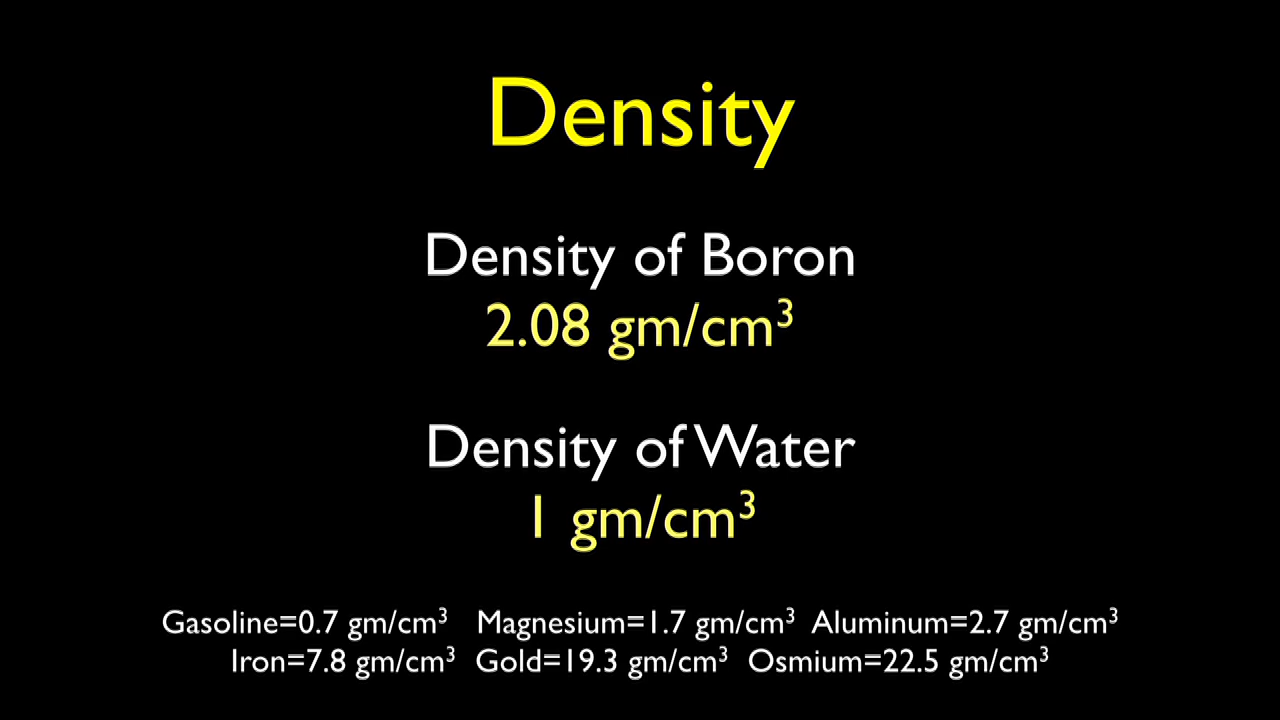 Density
Density of Boron
2.08 gm/cm³
Density of Water
1 gm/cm³
Gasoline=0.7 gm/cm³ Magnesium=1.7 gm/cm³ Aluminum=2.7 gm/cm³
Iron=7.8 gm/cm³ Gold=19.3 gm/cm³ Osmium=22.5 gm/cm³